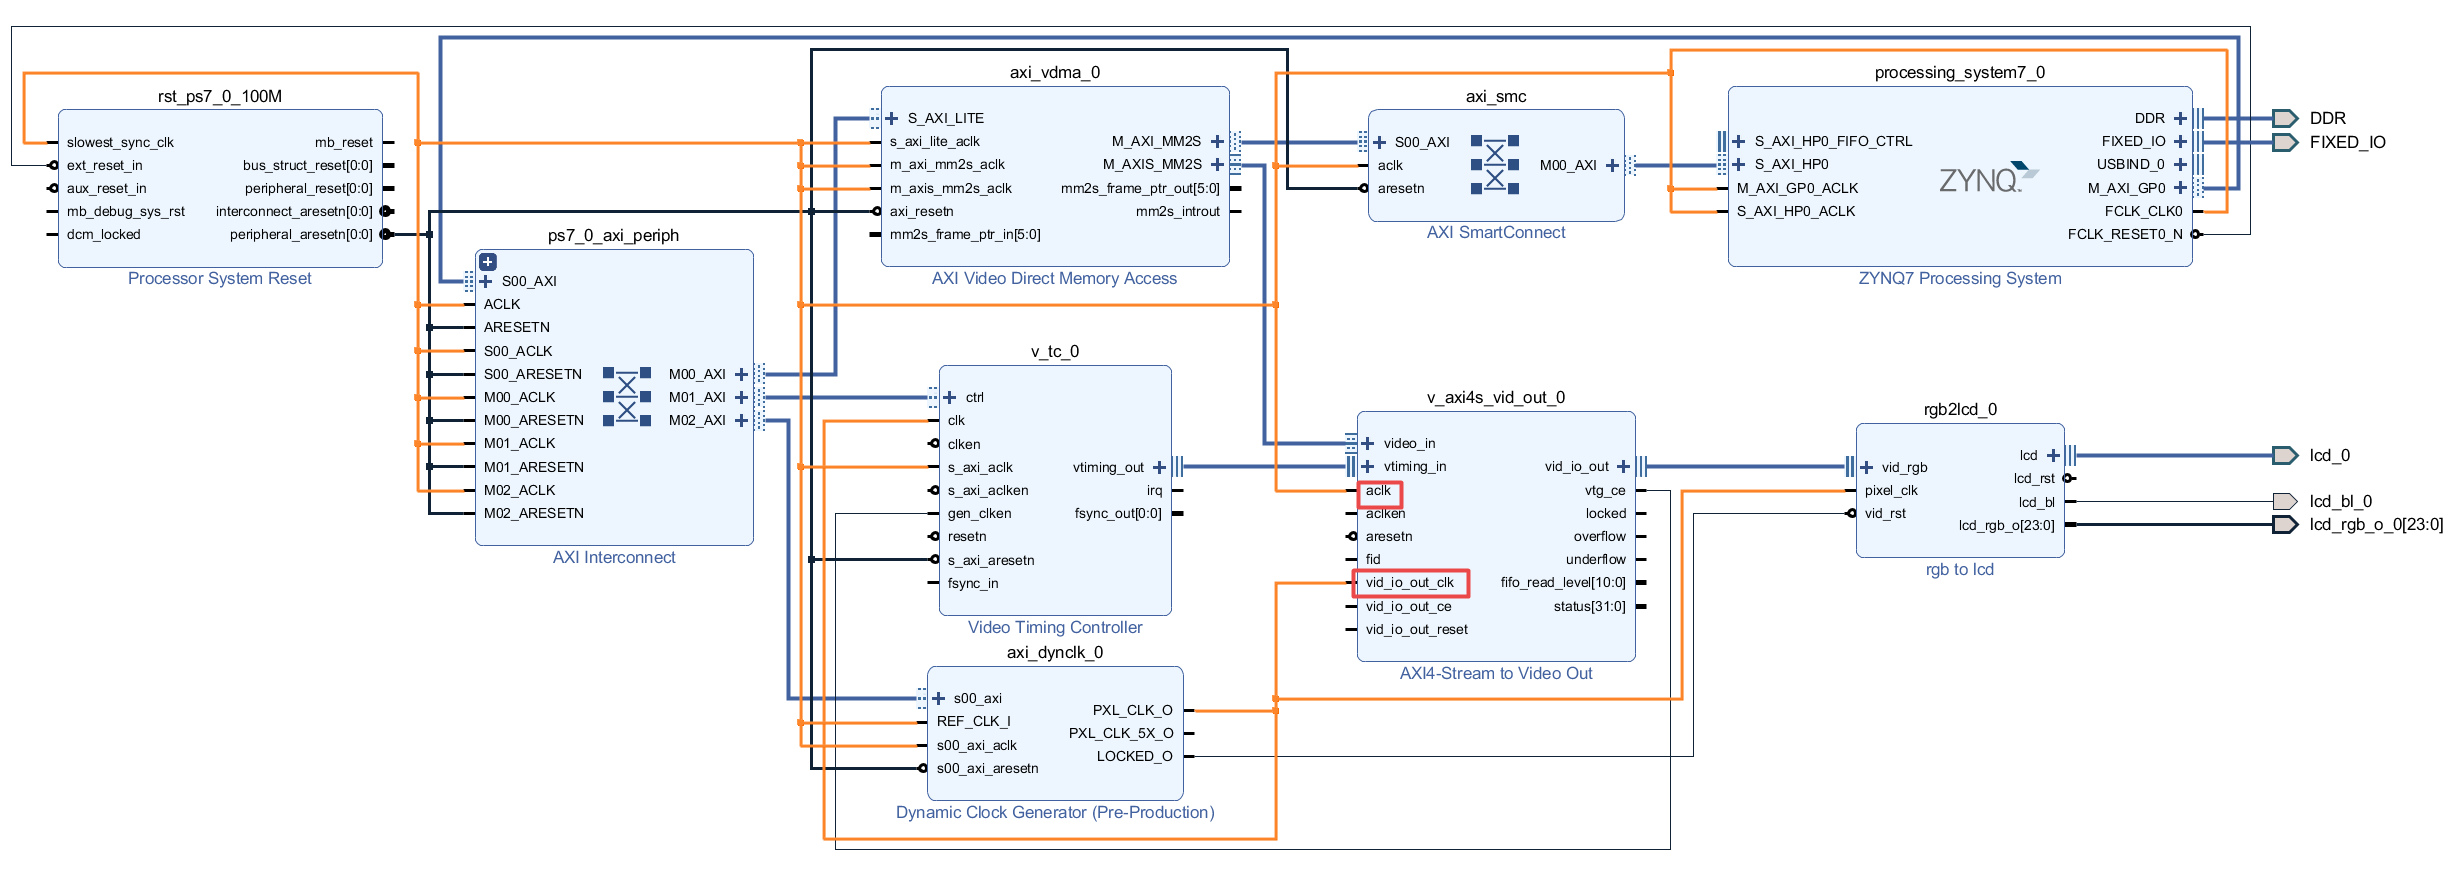 rst_ps7_0_100M
slowest_sync_clk
ext_reset_in
aux_reset_in
mb_debug_sys_rst
dcm_locked
mb_reset
bus_struct_reset[0:0]
peripheral_reset[0:0]
interconnect_aresetn[0:0]
peripheral_aresetn[0:0]
Processor System Reset
ps7_0_axi_periph
S00_AXI
ACLK
ARESETN
S00_ACLK
S00_ARESETN
M00_ACLK
M00_ARESETN
M01_ACLK
M01_ARESETN
M02_ACLK
M02_ARESETN
M00_AXI
M01_AXI
M02_AXI
AXI Interconnect
axi_vdma_0
S_AXI_LITE
s_axi_lite_aclk
m_axi_mm2s_aclk
m_axis_mm2s_aclk
axi_resetn
mm2s_frame_ptr_in[5:0]
M_AXI_MM2S
M_AXIS_MM2S
mm2s_frame_ptr_out[5:0]
mm2s_introut
AXI Video Direct Memory Access
v_tc_0
ctrl
clk
clken
s_axi_aclk
s_axi_aclken
gen_clken
resetn
s_axi_aresetn
fsync_in
vtiming_out
irq
fsync_out[0:0]
Video Timing Controller
axi_dynclk_0
s00_axi
REF_CLK_I
s00_axi_aclk
s00_axi_aresetn
PXL_CLK_O
PXL_CLK_5X_O
LOCKED_O
Dynamic Clock Generator (Pre-Production)
axi_smc
S00_AXI
aclk
aresetn
M00_AXI
AXI SmartConnect
v_axi4s_vid_out_0
video_in
vtiming_in
aclk
aclken
aresetn
fid
vid_io_out_clk
vid_io_out_ce
vid_io_out_reset
vid_io_out
vtg_ce
locked
overflow
underflow
fifo_read_level[10:0]
status[31:0]
AXI4-Stream to Video Out
processing_system7_0
S_AXI_HP0_FIFO_CTRL
S_AXI_HP0
M_AXI_GP0_ACLK
S_AXI_HP0_ACLK
ZYNQ
DDR
FIXED_IO
USBIND_0
M_AXI_GP0
FCLK_CLK0
FCLK_RESET0_N
ZYNQ7 Processing System
rgb2lcd_0
vid_rgb
pixel_clk
vid_rst
lcd
lcd_rst
lcd_bl
lcd_rgb_o[23:0]
rgb to lcd
DDR
FIXED_IO
lcd_0
lcd_bl_0
lcd_rgb_o_0[23:0]